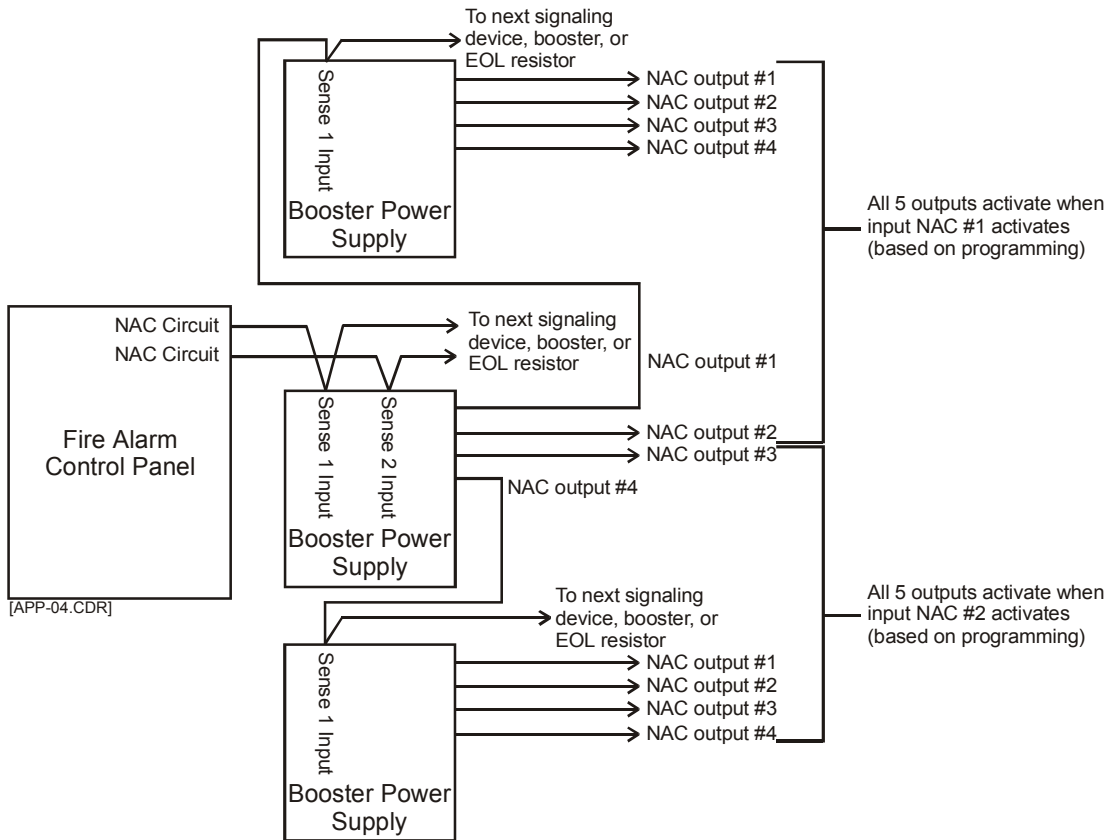 To next signaling
device, booster, or
EOL resistor
Sense 1 Input
Booster Power
Supply
NAC output #1
NAC output #2
NAC output #3
NAC output #4
All 5 outputs activate when
input NAC #1 activates
(based on programming)
NAC Circuit
NAC Circuit
Fire Alarm
Control Panel
[APP-04.CDR]
To next signaling
device, booster, or
EOL resistor
NAC output #1
Sense 1 Input
Sense 2 Input
Booster Power
Supply
NAC output #2
NAC output #3
NAC output #4
All 5 outputs activate when
input NAC #2 activates
(based on programming)
To next signaling
device, booster, or
EOL resistor
Sense 1 Input
Booster Power
Supply
NAC output #1
NAC output #2
NAC output #3
NAC output #4